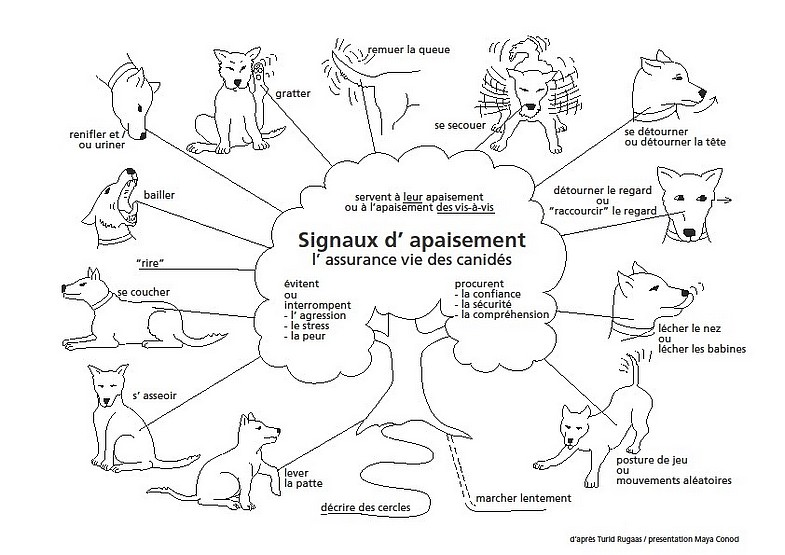 remuer la queue
gratter
se secouer
renifler et /
ou uriner
se détourner
ou détourner la tête
bailler
servent à leur apaisement
ou à l'apaisement des vis-à-vis
détourner le regard
ou
"raccourcir" le regard
Signaux d' apaisement
l' assurance vie des canidés
"rire"
se coucher
évitent
ou
interrompent
- l' agression
- le stress
- la peur
procurent
- la confiance
- la sécurité
- la compréhension
lécher le nez
ou
lécher les babines
s' asseoir
lever
la patte
posture de jeu
ou
mouvements aléatoires
décrire des cercles
marcher lentement
d'après Turid Rugaas / presentation Maya Conod